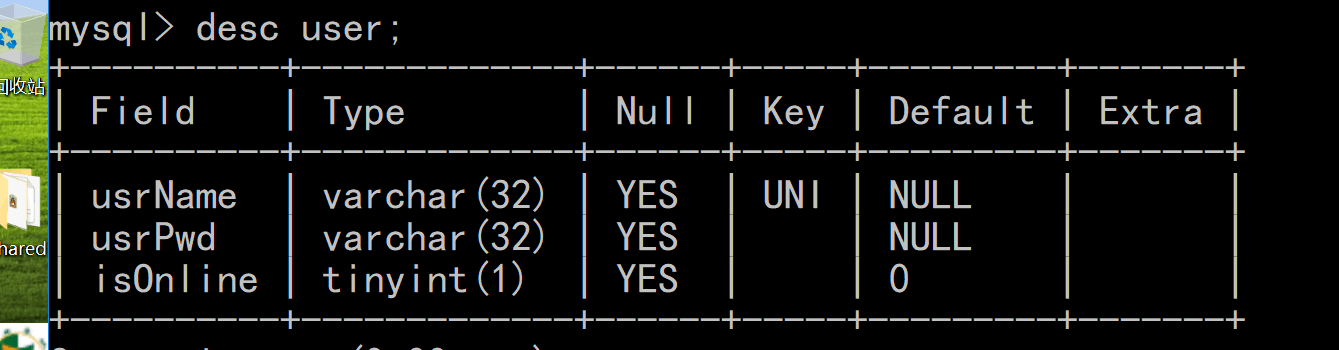 mysql> desc user;
+----------+-------------+------+-----+---------+-------+
| Field | Type | Null | Key | Default | Extra |
+----------+-------------+------+-----+---------+-------+
| usrName | varchar(32) | YES | UNI | NULL | |
| usrPwd | varchar(32) | YES | | NULL | |
| isOnline | tinyint(1) | YES | | 0 | |
+----------+-------------+------+-----+---------+-------+
回收站
hared